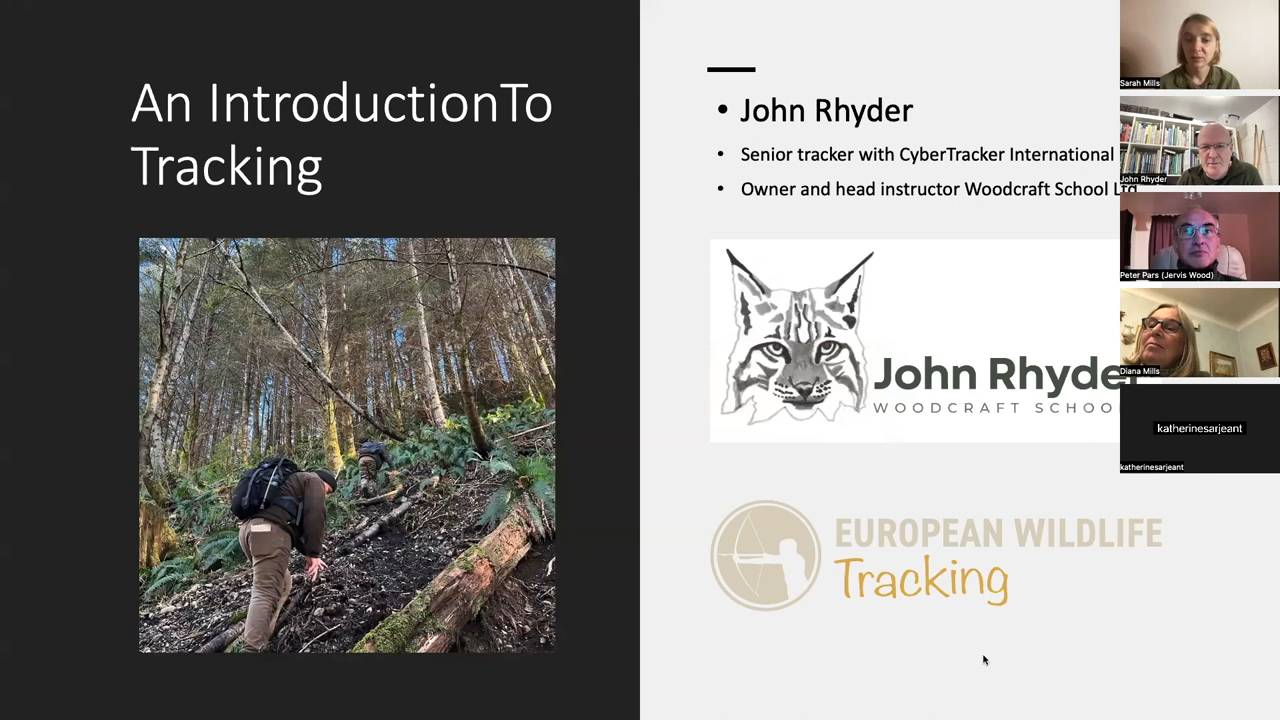 An IntroductionTo
Tracking
John Rhyder
Senior tracker with CyberTracker International
Owner and head instructor Woodcraft School Ltd
John Rhyder
WOODCRAFT SCHOO
EUROPEAN WILDLIFE
Tracking
Sarah Mills
John Rhyder
Peter Pars (Jervis Wood)
Diana Mills
katherinesarjeant
katherinesarjeant